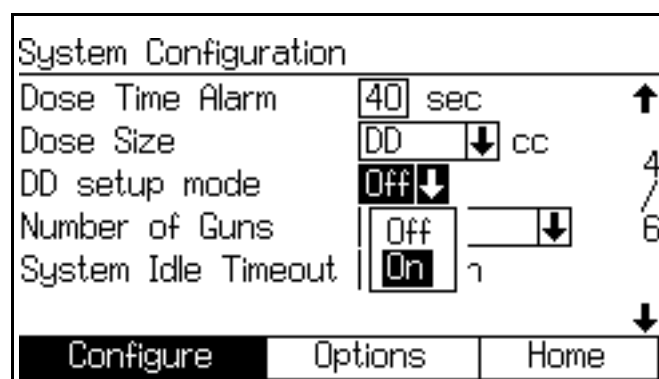 System Configuration
Dose Time Alarm 40 sec
Dose Size DD cc
DD setup mode Off
4
/
6
Number of Guns
Off
System Idle Timeout
On
Configure Options Home